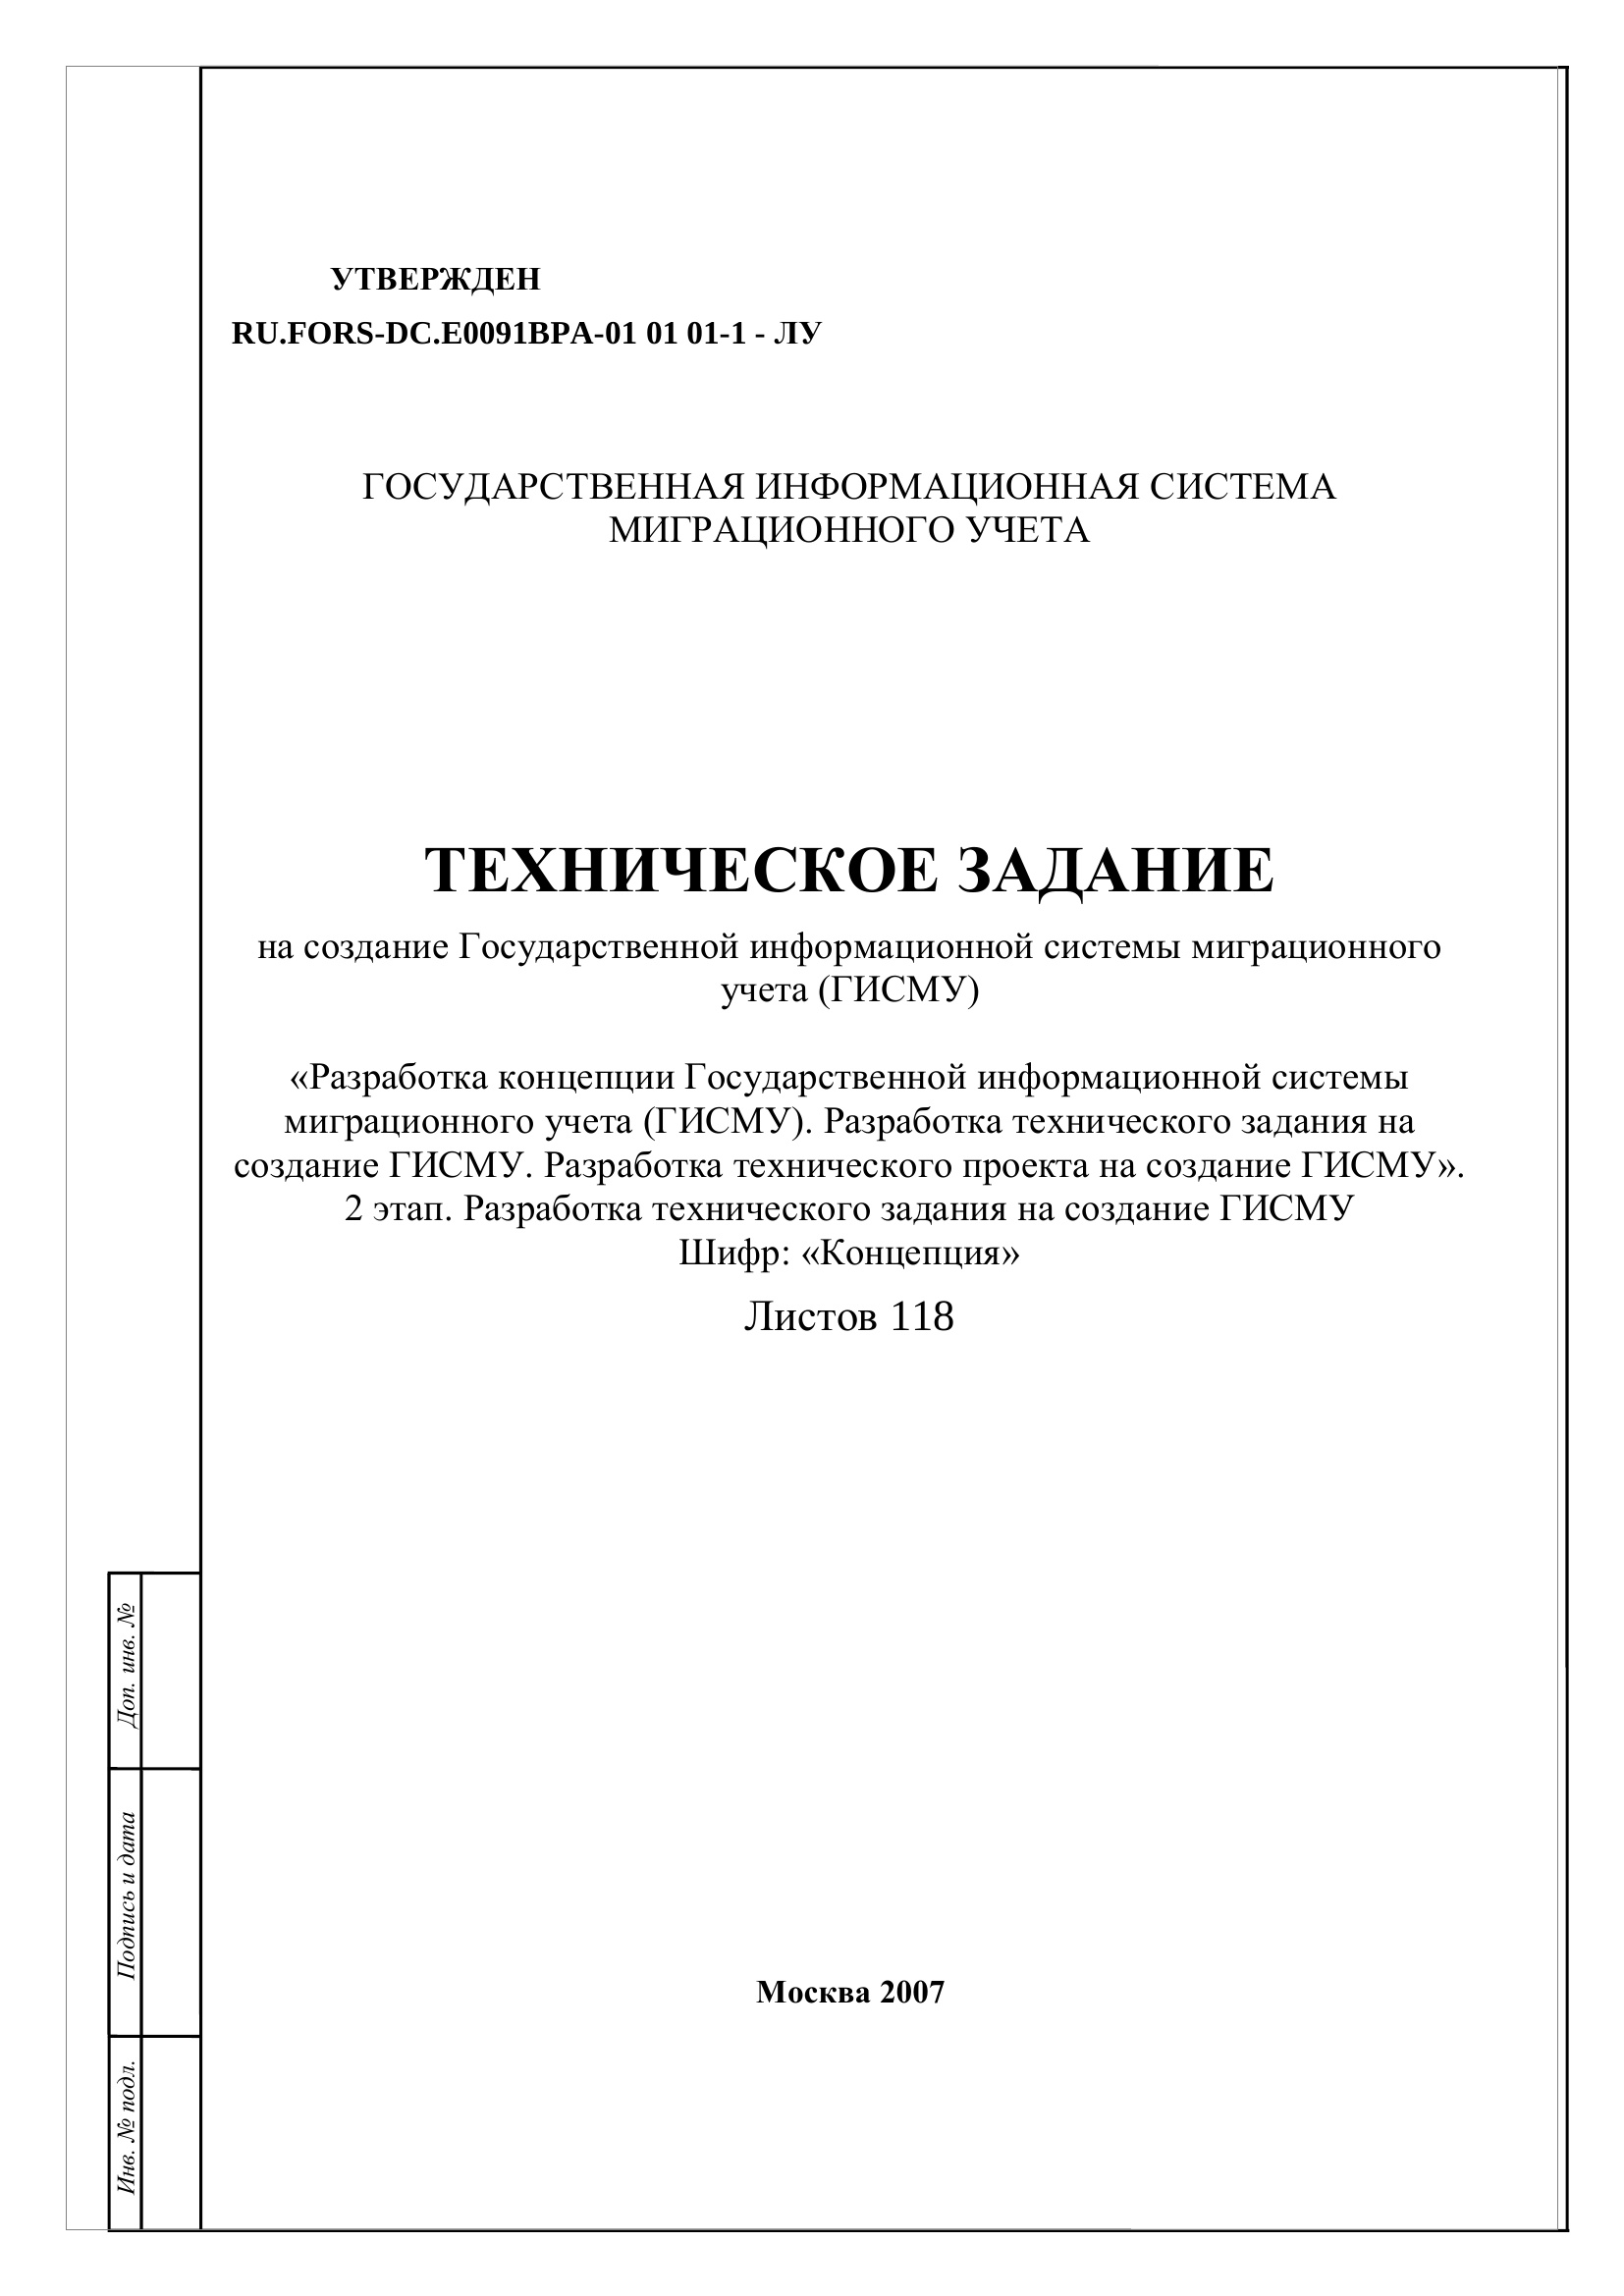 УТВЕРЖДЕН
RU.FORS-DC.E0091BPA-01 01 01-1 - ЛУ
ГОСУДАРСТВЕННАЯ ИНФОРМАЦИОННАЯ СИСТЕМА
МИГРАЦИОННОГО УЧЕТА
ТЕХНИЧЕСКОЕ ЗАДАНИЕ
на создание Государственной информационной системы миграционного
учета (ГИСМУ)
«Разработка концепции Государственной информационной системы
миграционного учета (ГИСМУ). Разработка технического задания на
создание ГИСМУ. Разработка технического проекта на создание ГИСМУ».
2 этап. Разработка технического задания на создание ГИСМУ
Шифр: «Концепция»
Листов 118
Доп. инв. №
Подпись и дата
Инв. № подл.
Москва 2007